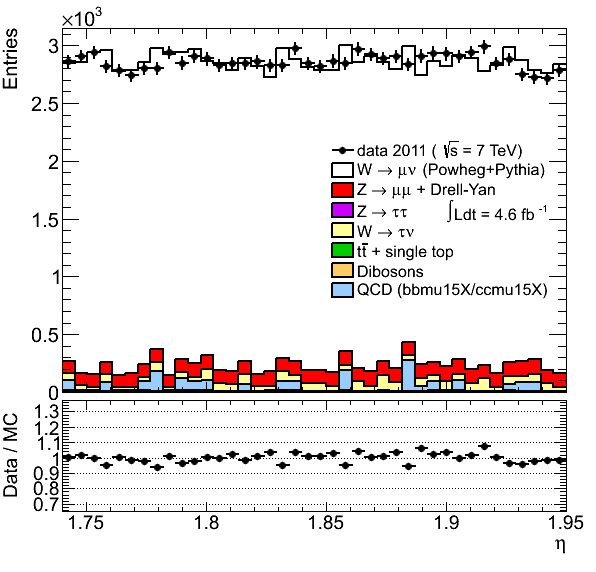 ×10³
Entries
3
2.5
2
1.5
1
0.5
0
data 2011 ( √s = 7 TeV)
W → μν (Powheg+Pythia)
Z → μμ + Drell-Yan
Z → ττ
∫Ldt = 4.6 fb⁻¹
W → τν
tt̄ + single top
Dibosons
QCD (bbmu15X/ccmu15X)
Data / MC
1.3
1.2
1.1
1
0.9
0.8
0.7
1.75 1.8 1.85 1.9 1.95
η